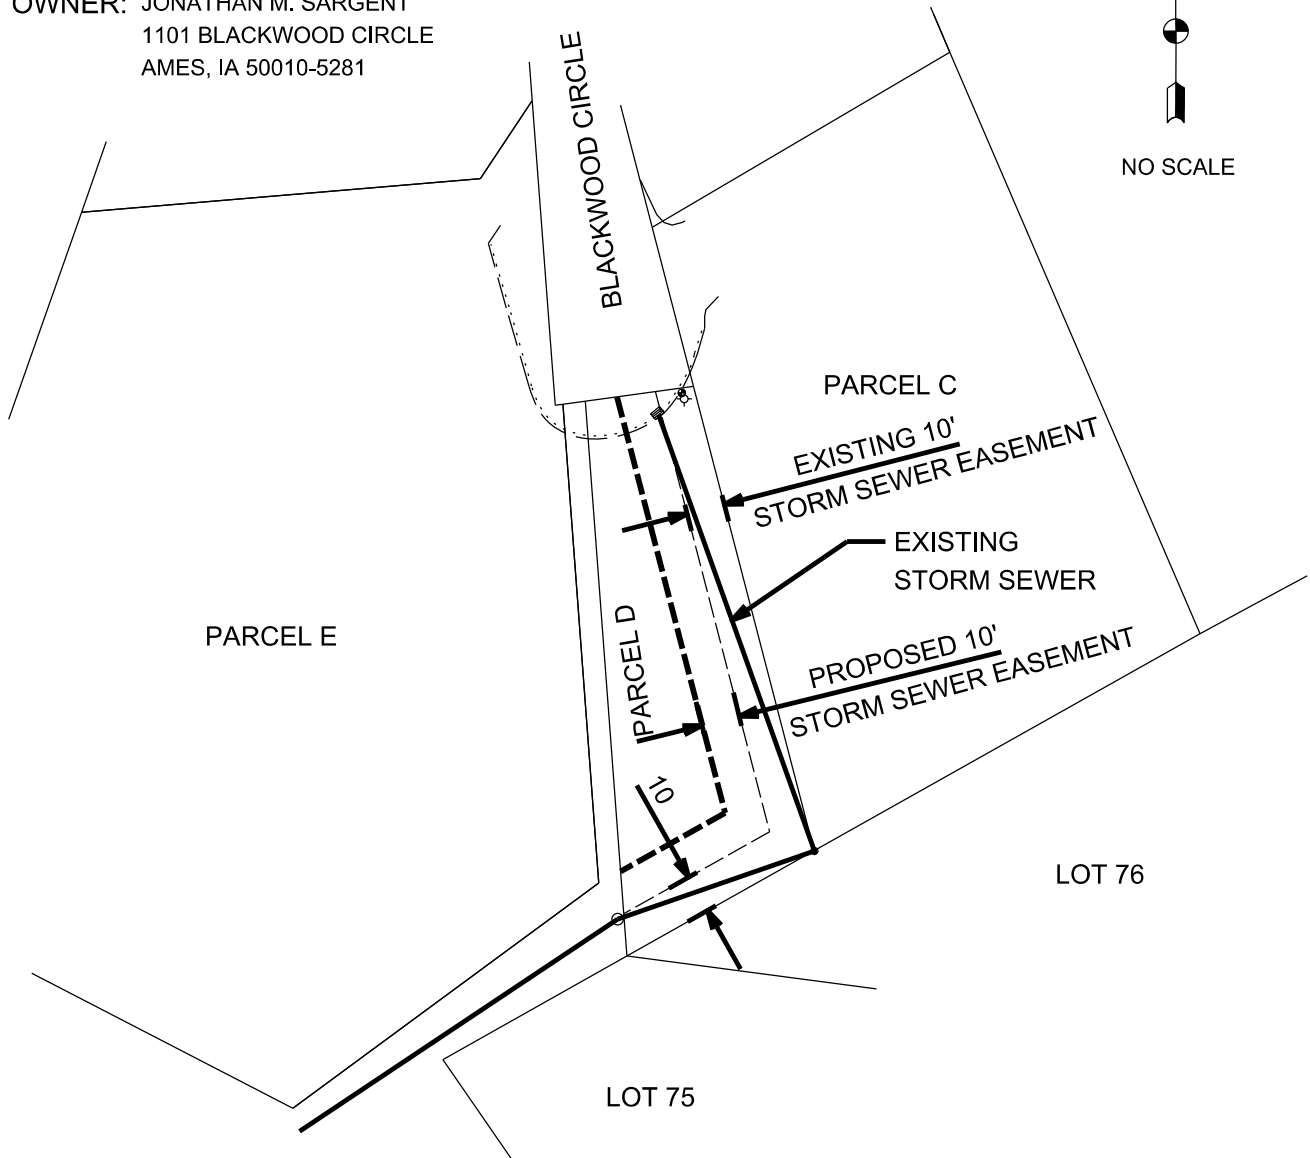 OWNER: JONATHAN M. SARGENT
1101 BLACKWOOD CIRCLE
AMES, IA 50010-5281
BLACKWOOD CIRCLE
NO SCALE
PARCEL C
EXISTING 10'
STORM SEWER EASEMENT
EXISTING
STORM SEWER
PARCEL E
PARCEL D
PROPOSED 10'
STORM SEWER EASEMENT
10
LOT 76
LOT 75